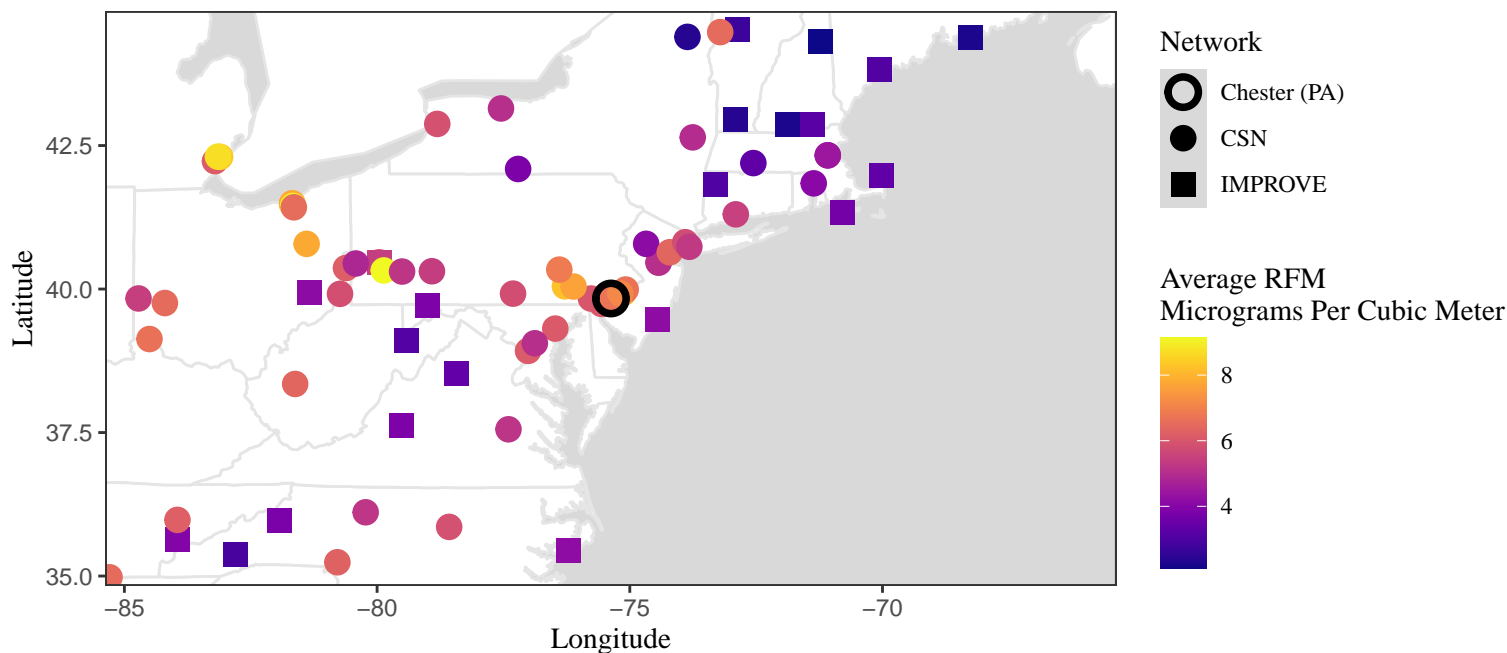 42.5
40.0
37.5
35.0
Latitude
−85
−80
−75
−70
Longitude
Network
Chester (PA)
CSN
IMPROVE
Average RFM
Micrograms Per Cubic Meter
8
6
4